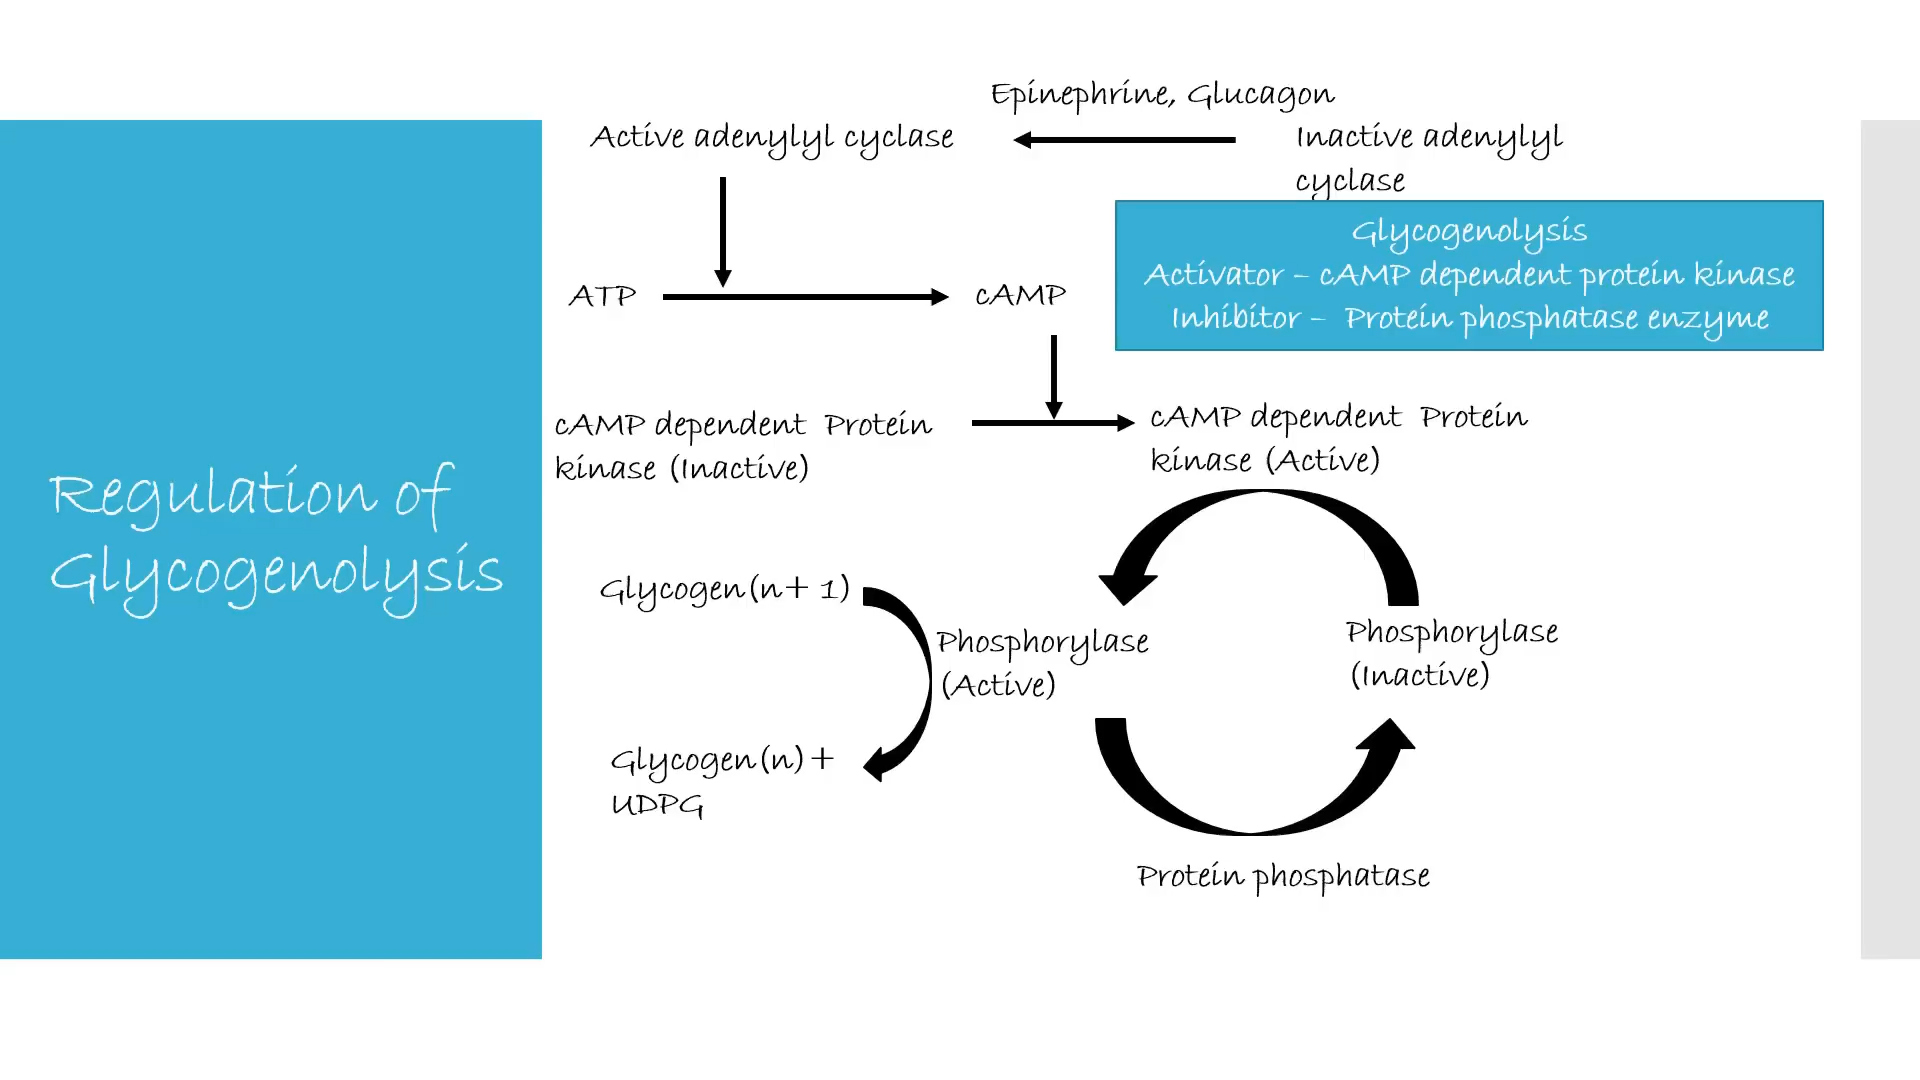 Regulation of
Glycogenolysis
Epinephrine, Glucagon
Active adenylyl cyclase
Inactive adenylyl
cyclase
Glycogenolysis
Activator – cAMP dependent protein kinase
Inhibitor – Protein phosphatase enzyme
ATP
cAMP
cAMP dependent Protein
kinase (Inactive)
cAMP dependent Protein
kinase (Active)
Glycogen(n+ 1)
Phosphorylase
(Active)
Phosphorylase
(Inactive)
Glycogen(n)+
UDPG
Protein phosphatase